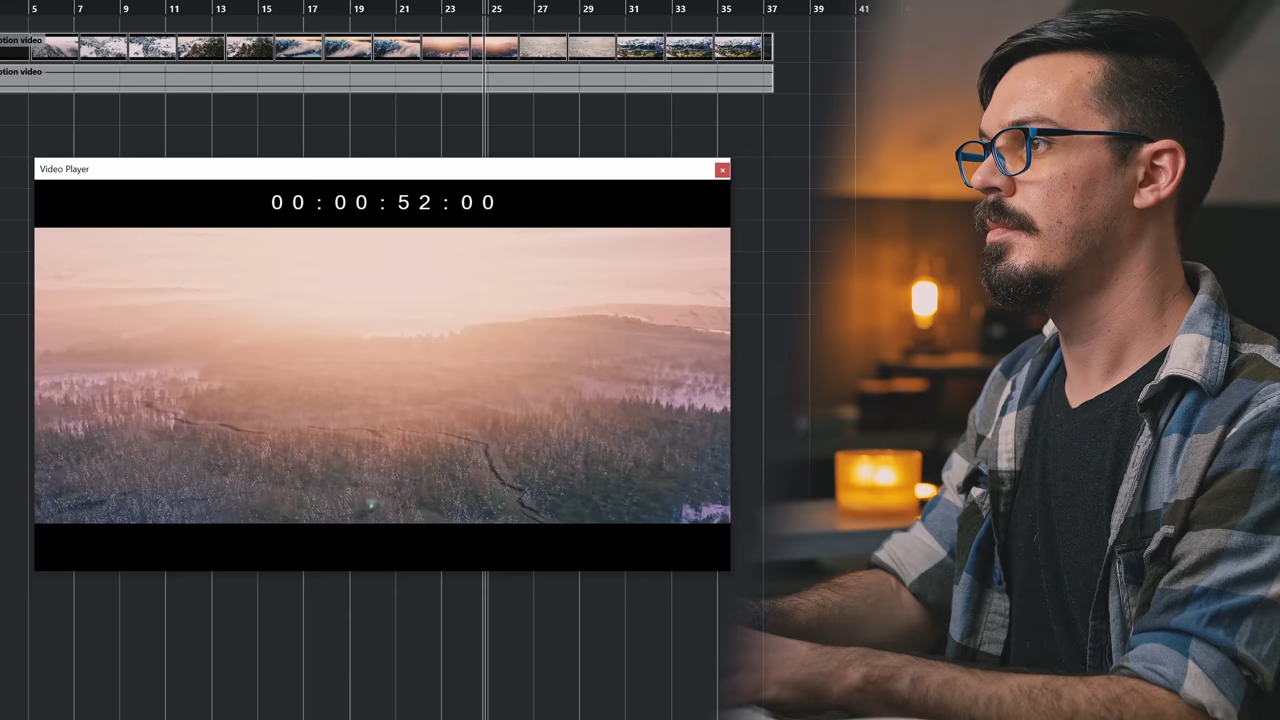 5 7 9 11 13 15 17 19 21 23 25 27 29 31 33 35 37 39 41
otion video
otion video
Video Player
00:00:52:00